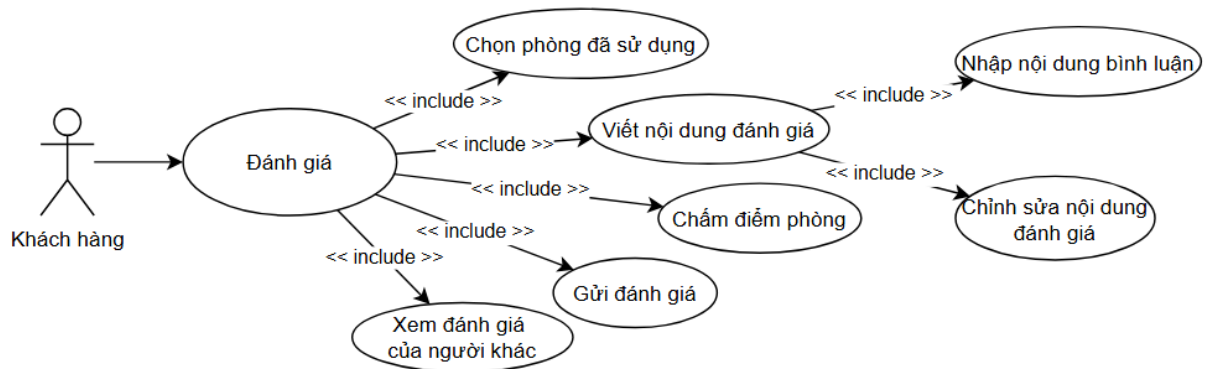 Chọn phòng đã sử dụng
Nhập nội dung bình luận
<< include >>
<< include >>
Viết nội dung đánh giá
<< include >>
Đánh giá
<< include >>
<< include >>
Chỉnh sửa nội dung
đánh giá
Chấm điểm phòng
Khách hàng
<< include >>
<< include >>
Gửi đánh giá
Xem đánh giá
của người khác